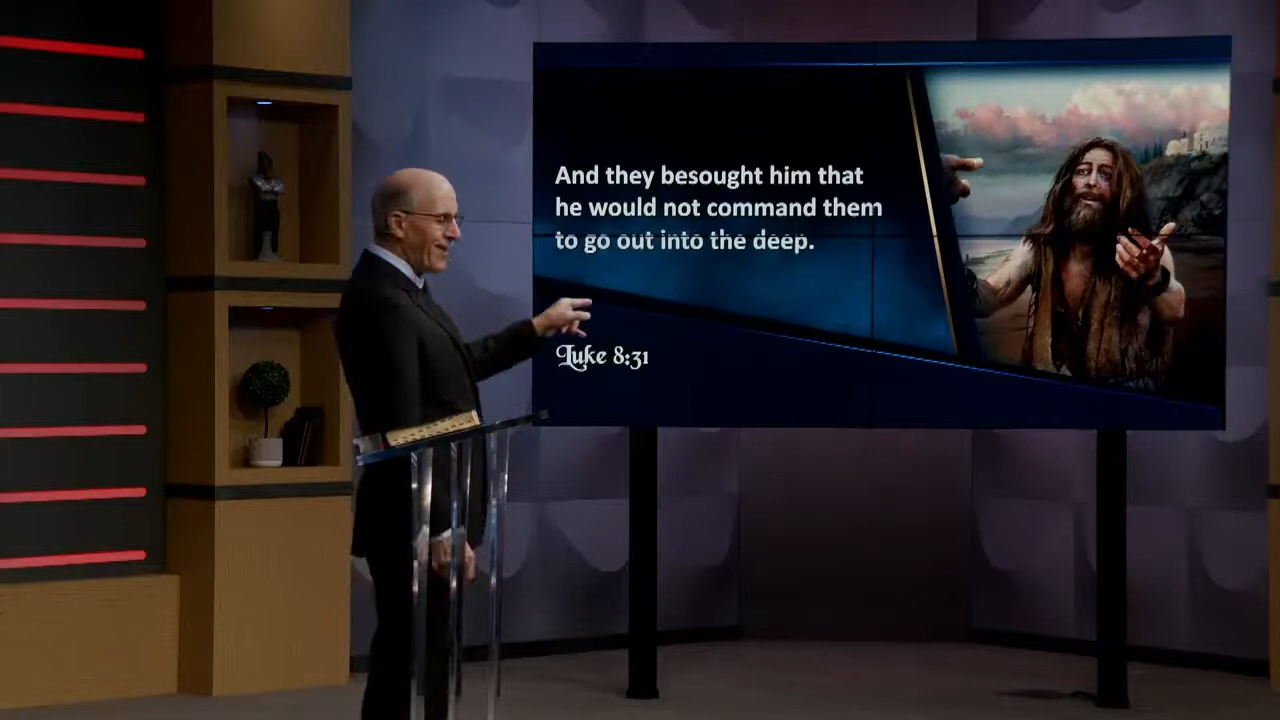 And they besought him that
he would not command them
to go out into the deep.
Luke 8:31